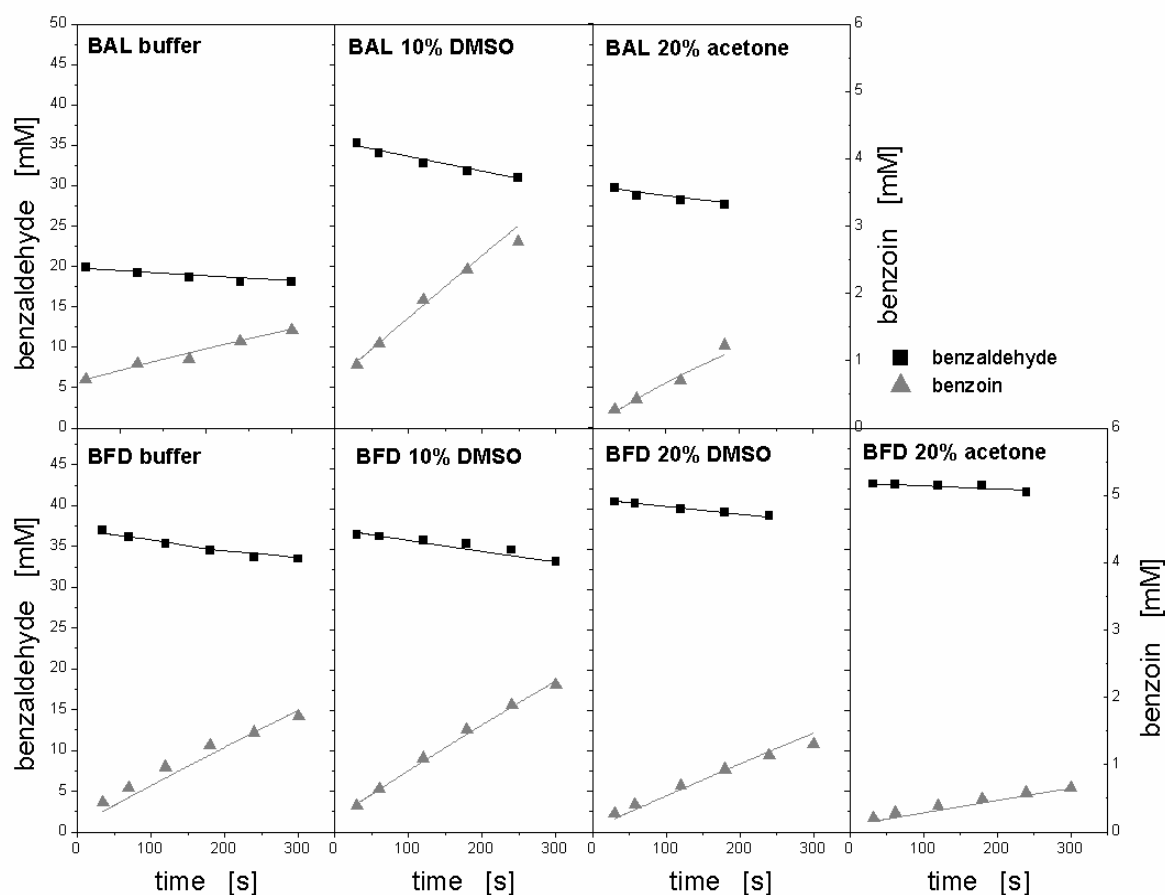 BAL buffer
BAL 10% DMSO
BAL 20% acetone
50
45
40
35
30
25
20
15
10
5
0
benzaldehyde [mM]
6
5
4
3
2
1
0
benzoin [mM]
benzaldehyde
benzoin
BFD buffer
BFD 10% DMSO
BFD 20% DMSO
BFD 20% acetone
45
40
35
30
25
20
15
10
5
0
benzaldehyde [mM]
6
5
4
3
2
1
0
benzoin [mM]
0 100 200 300
0 100 200 300
0 100 200 300
0 100 200 300
time [s]
time [s]
time [s]
time [s]